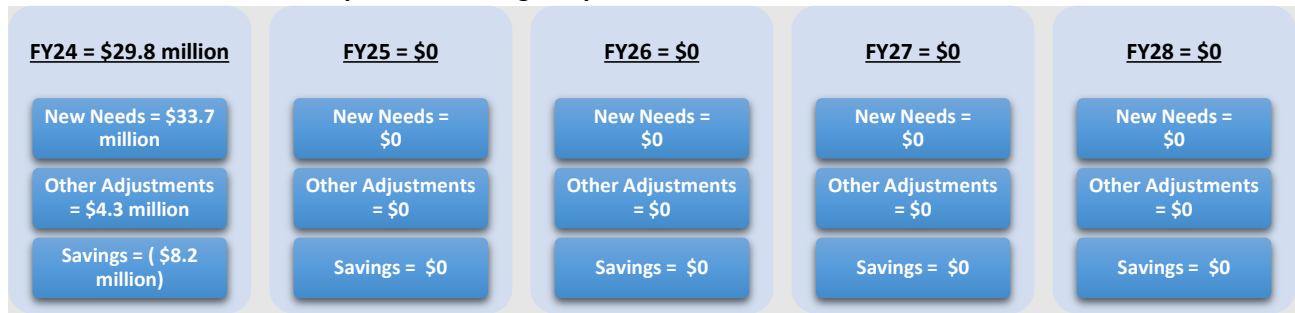 FY24 = $29.8 million
New Needs = $33.7
million
Other Adjustments
= $4.3 million
Savings = ( $8.2
million)
FY25 = $0
New Needs =
$0
Other Adjustments
= $0
Savings =  $0
FY26 = $0
New Needs =
$0
Other Adjustments
= $0
Savings =  $0
FY27 = $0
New Needs =
$0
Other Adjustments
= $0
Savings =  $0
FY28 = $0
New Needs =
$0
Other Adjustments
= $0
Savings =  $0